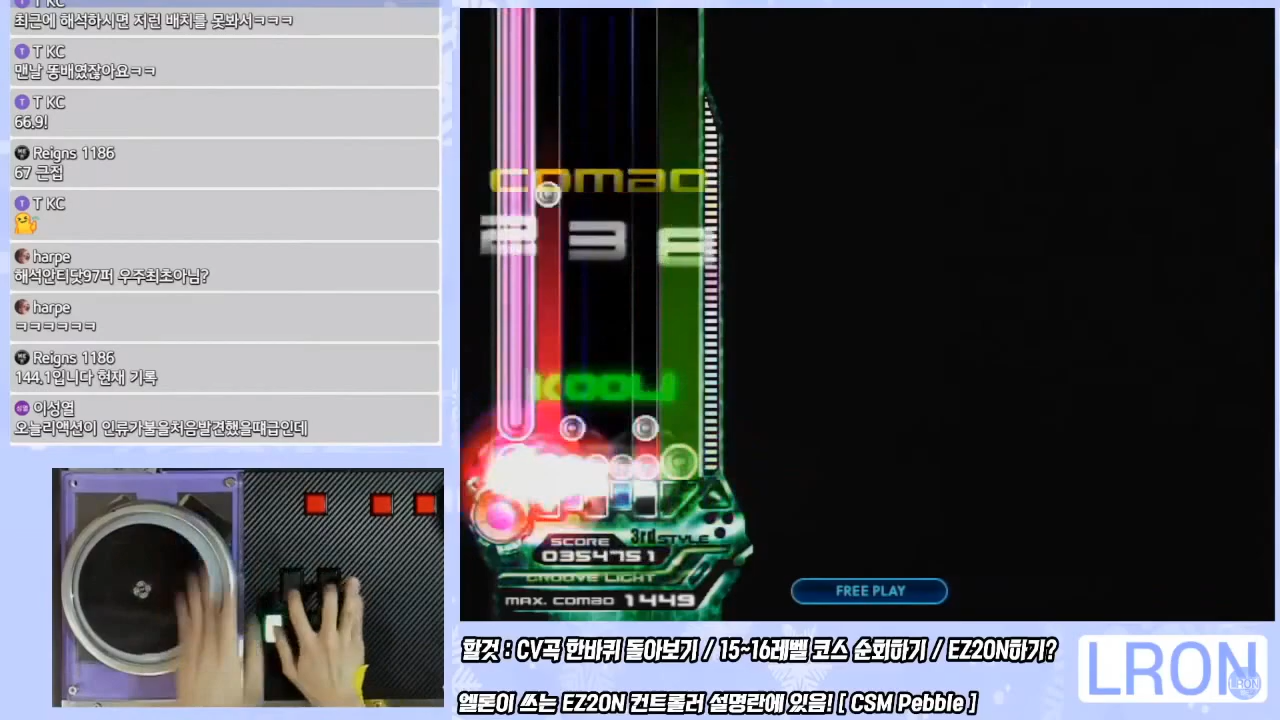 T KC
최근에 해석하시면 저런 배치를 못봐서ㅋㅋㅋ
T KC
맨날 똥배였잖아요ㅋㅋ
T KC
66.9!
Reigns 1186
67 근접
T KC
harpe
해석안티닷97퍼 우주최초아님?
harpe
ㅋㅋㅋㅋㅋㅋ
Reigns 1186
144.1입니다 현재 기록
이성열
오늘리액션이 인류가불을처음발견했을때급인데
COMBO
238
KOOL
SCORE
3rd STYLE
0354751
GROOVE LIGHT
MAX. COMBO 1449
FREE PLAY
할것 : CV곡 한바퀴 돌아보기 / 15~16레벨 코스 순회하기 / EZ2ON하기?
엘론이 쓰는 EZ2ON 컨트롤러 설명란에 있음! [ CSM Pebble ]
LRON
LRON